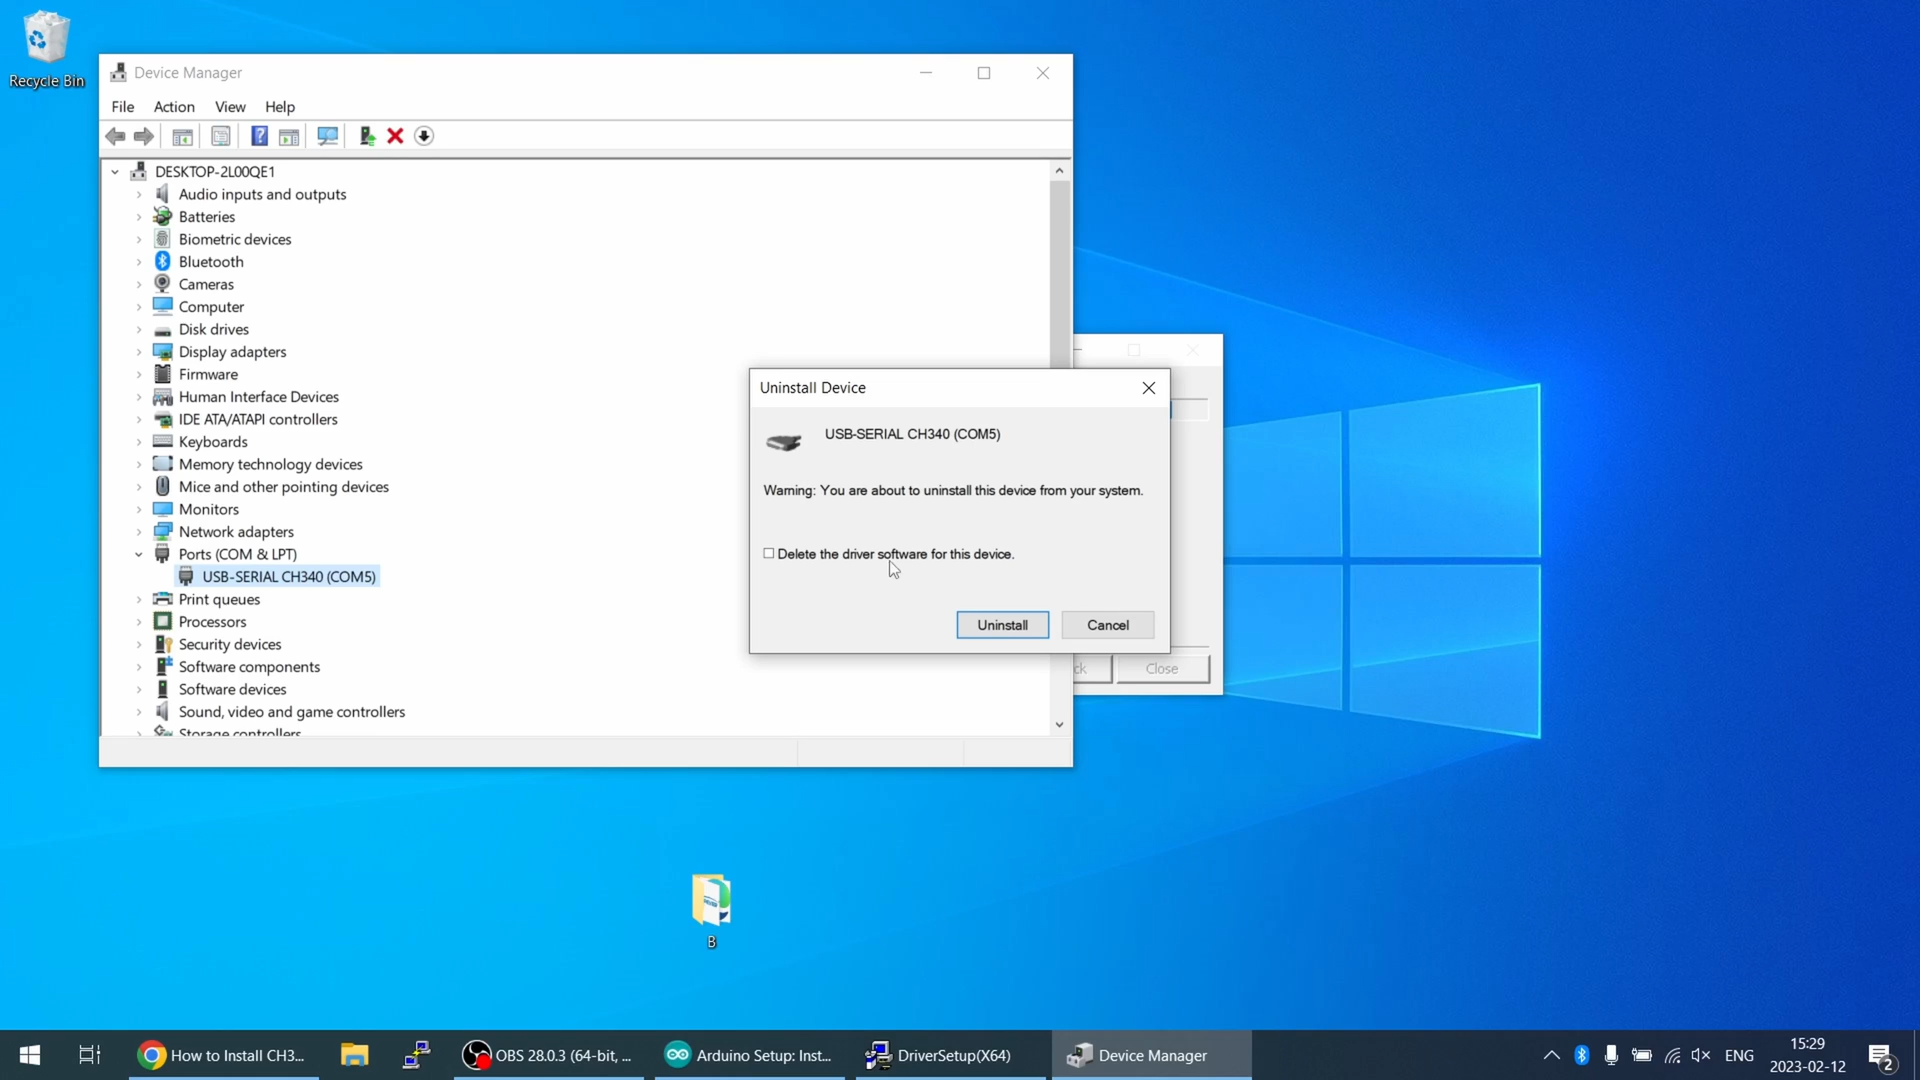 Recycle Bin
Device Manager
File Action View Help
DESKTOP-2L00QE1
Audio inputs and outputs
Batteries
Biometric devices
Bluetooth
Cameras
Computer
Disk drives
Display adapters
Firmware
Human Interface Devices
IDE ATA/ATAPI controllers
Keyboards
Memory technology devices
Mice and other pointing devices
Monitors
Network adapters
Ports (COM & LPT)
USB-SERIAL CH340 (COM5)
Print queues
Processors
Security devices
Software components
Software devices
Sound, video and game controllers
Storage controllers
Uninstall Device
USB-SERIAL CH340 (COM5)
Warning: You are about to uninstall this device from your system.
Delete the driver software for this device.
Uninstall Cancel
ck Close
B
How to Install CH3...
OBS 28.0.3 (64-bit, ...
Arduino Setup: Inst...
DriverSetup(X64)
Device Manager
ENG
15:29
2023-02-12
2